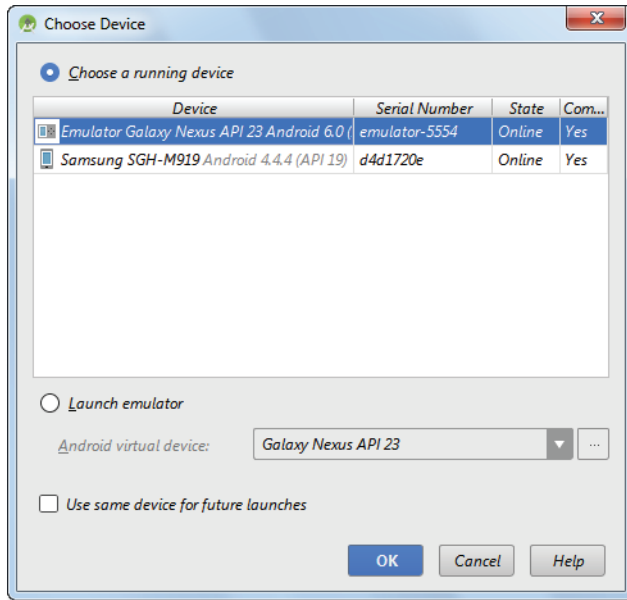 Choose Device
Choose a running device
Device Serial Number State Com...
Emulator Galaxy Nexus API 23 Android 6.0 ( emulator-5554 Online Yes
Samsung SGH-M919 Android 4.4.4 (API 19) d4d1720e Online Yes
Launch emulator
Android virtual device: Galaxy Nexus API 23 ...
Use same device for future launches
OK Cancel Help